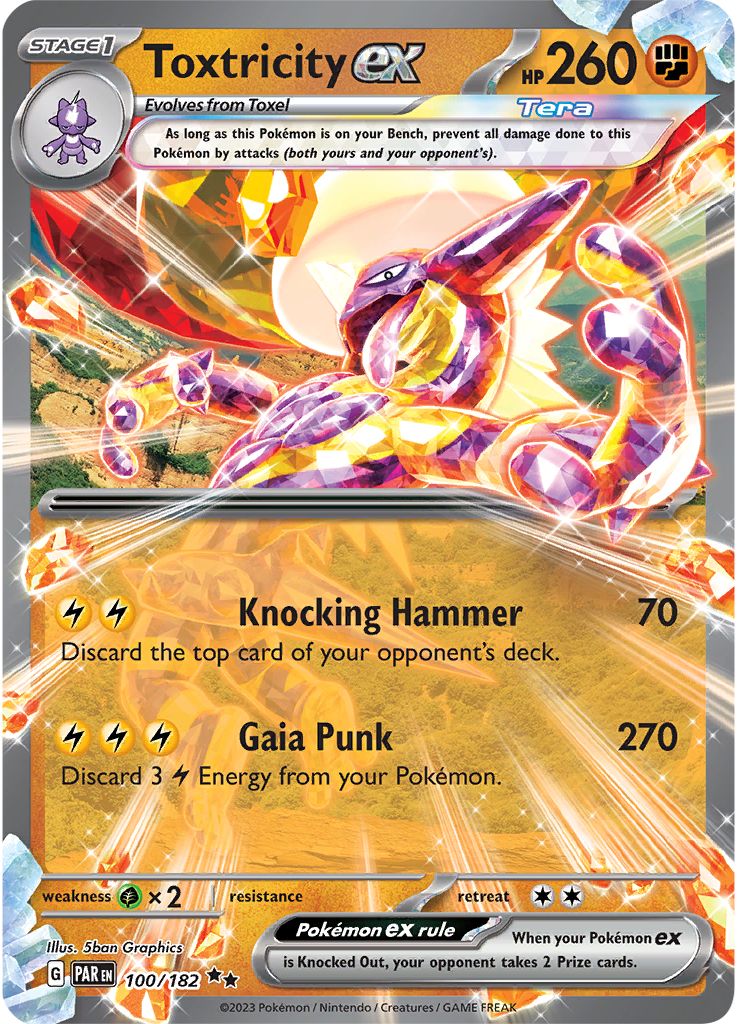 STAGE1
Toxtricity ex
HP 260
Evolves from Toxel
Tera
As long as this Pokémon is on your Bench, prevent all damage done to this
Pokémon by attacks (both yours and your opponent's).
Knocking Hammer 70
Discard the top card of your opponent's deck.
Gaia Punk 270
Discard 3 Energy from your Pokémon.
weakness ×2 resistance retreat
Illus. 5ban Graphics
Pokémon ex rule
When your Pokémon ex
is Knocked Out, your opponent takes 2 Prize cards.
G PAR EN 100/182 ★★
©2023 Pokémon / Nintendo / Creatures / GAME FREAK